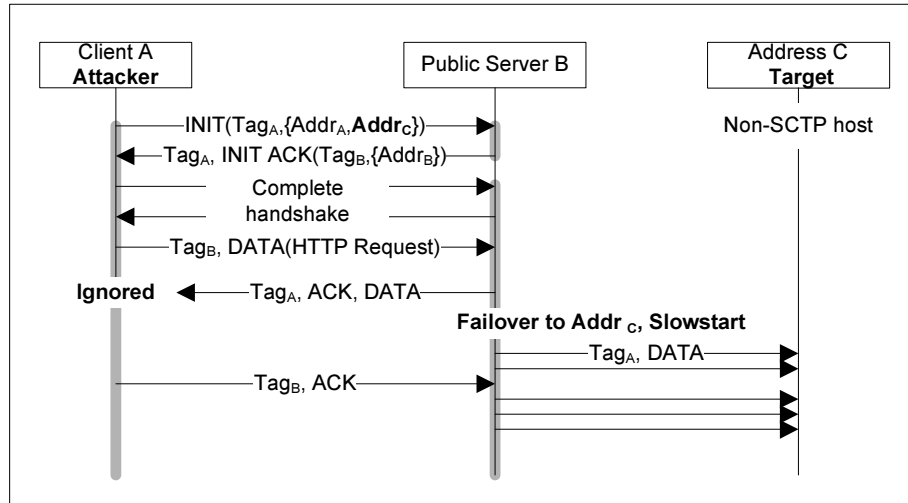 Client A
Attacker
Public Server B
Address C
Target
Non-SCTP host
INIT(TagA,{AddrA,AddrC})
TagA, INIT ACK(TagB,{AddrB})
Complete
handshake
TagB, DATA(HTTP Request)
Ignored
TagA, ACK, DATA
Failover to Addr C, Slowstart
TagA, DATA
TagB, ACK